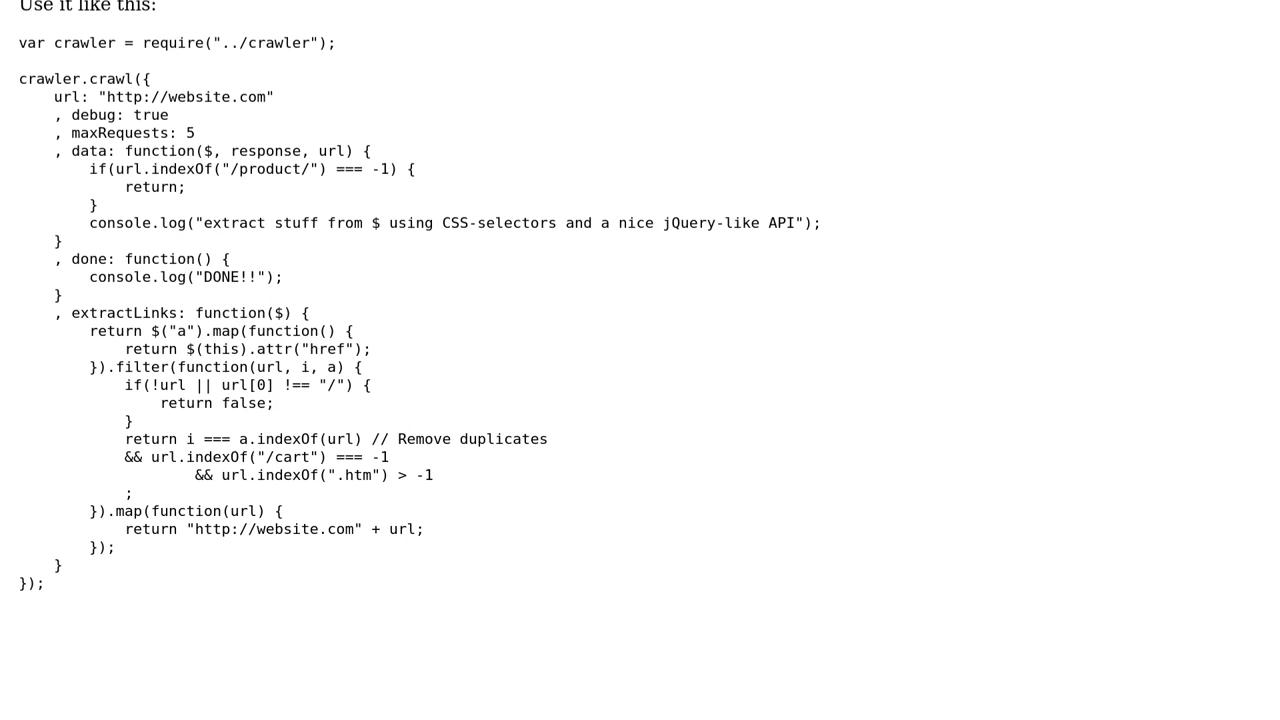 Use it like this:
var crawler = require("../crawler");
crawler.crawl({
    url: "http://website.com"
    , debug: true
    , maxRequests: 5
    , data: function($, response, url) {
        if(url.indexOf("/product/") === -1) {
            return;
        }
        console.log("extract stuff from $ using CSS-selectors and a nice jQuery-like API");
    }
    , done: function() {
        console.log("DONE!!");
    }
    , extractLinks: function($) {
        return $("a").map(function() {
            return $(this).attr("href");
        }).filter(function(url, i, a) {
            if(!url || url[0] !== "/") {
                return false;
            }
            return i === a.indexOf(url) // Remove duplicates
            && url.indexOf("/cart") === -1
                    && url.indexOf(".htm") > -1
            ;
        }).map(function(url) {
            return "http://website.com" + url;
        });
    }
});